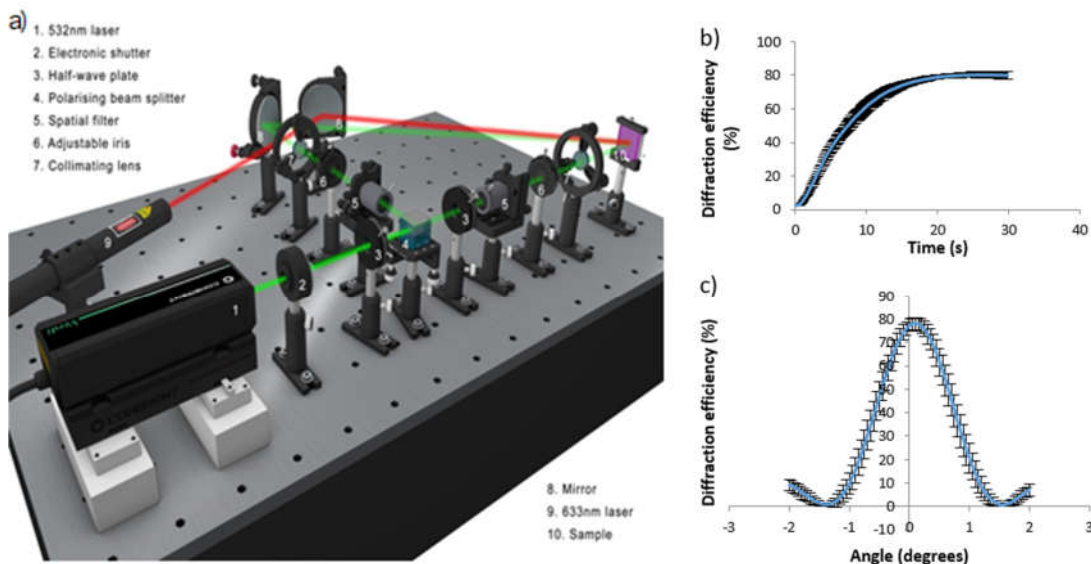 a)
1. 532nm laser
2. Electronic shutter
3. Half-wave plate
4. Polarising beam splitter
5. Spatial filter
6. Adjustable iris
7. Collimating lens
9
1
2
3
4
5
6
8
3
5
6
8. Mirror
9. 633nm laser
10. Sample
b)
Diffraction efficiency
(%)
100
80
60
40
20
0
0
10
20
30
40
Time (s)
c)
Diffraction efficiency (%)
90
80
70
60
50
40
30
20
10
0
-10
-3
-2
-1
0
1
2
3
Angle (degrees)